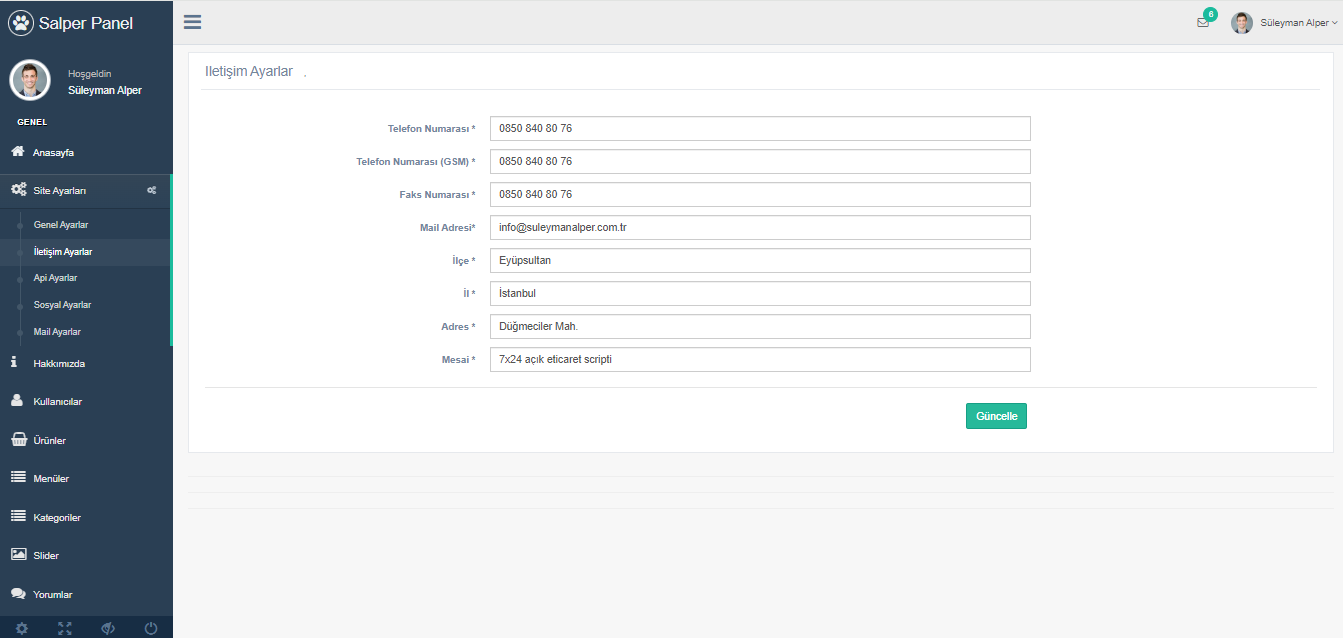 Salper Panel
6
Süleyman Alper
Hoşgeldin
Süleyman Alper
GENEL
Anasayfa
Site Ayarları
Genel Ayarlar
İletişim Ayarlar
Api Ayarlar
Sosyal Ayarlar
Mail Ayarlar
Hakkımızda
Kullanıcılar
Ürünler
Menüler
Kategoriler
Slider
Yorumlar
Iletişim Ayarlar .
Telefon Numarası * 0850 840 80 76
Telefon Numarası (GSM) * 0850 840 80 76
Faks Numarası * 0850 840 80 76
Mail Adresi* info@suleymanalper.com.tr
İlçe * Eyüpsultan
İl * İstanbul
Adres * Düğmeciler Mah.
Mesai * 7x24 açık eticaret scripti
Güncelle